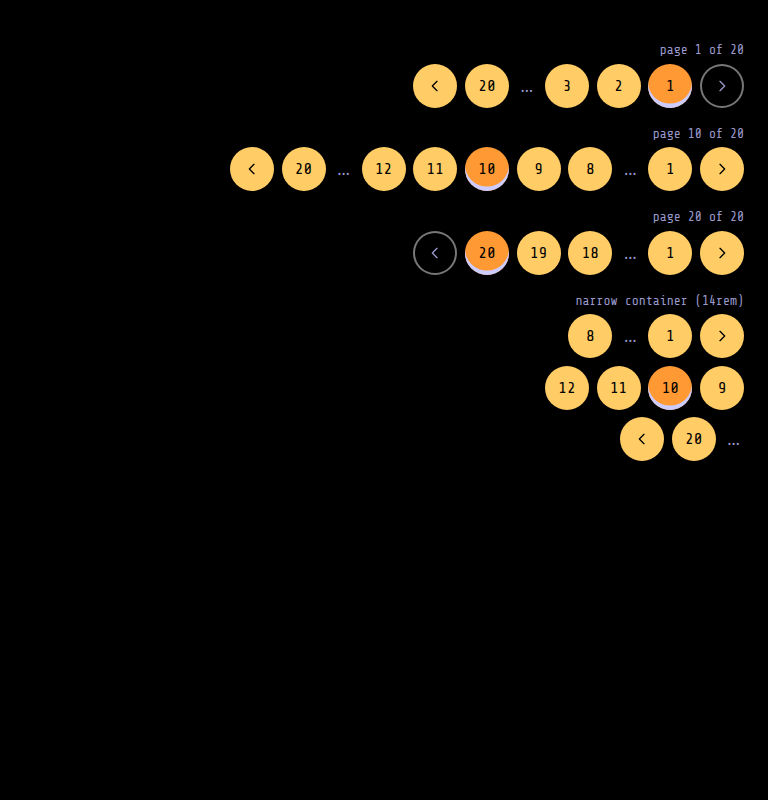 page 1 of 20
< 20 … 3 2 1 >
page 10 of 20
< 20 … 12 11 10 9 8 … 1 >
page 20 of 20
< 20 19 18 … 1 >
narrow container (14rem)
8 … 1 >
12 11 10 9
< 20 …